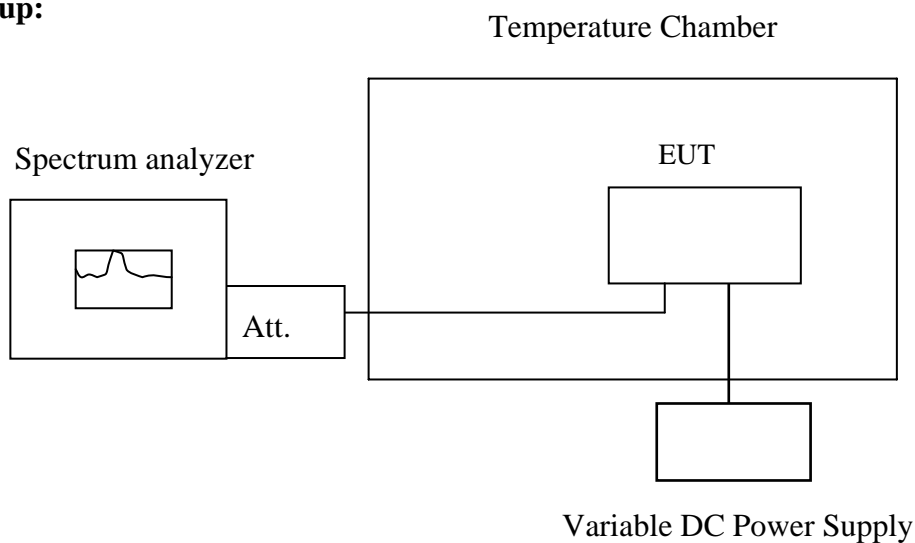 up:
Temperature Chamber
Spectrum analyzer
EUT
Att.
Variable DC Power Supply